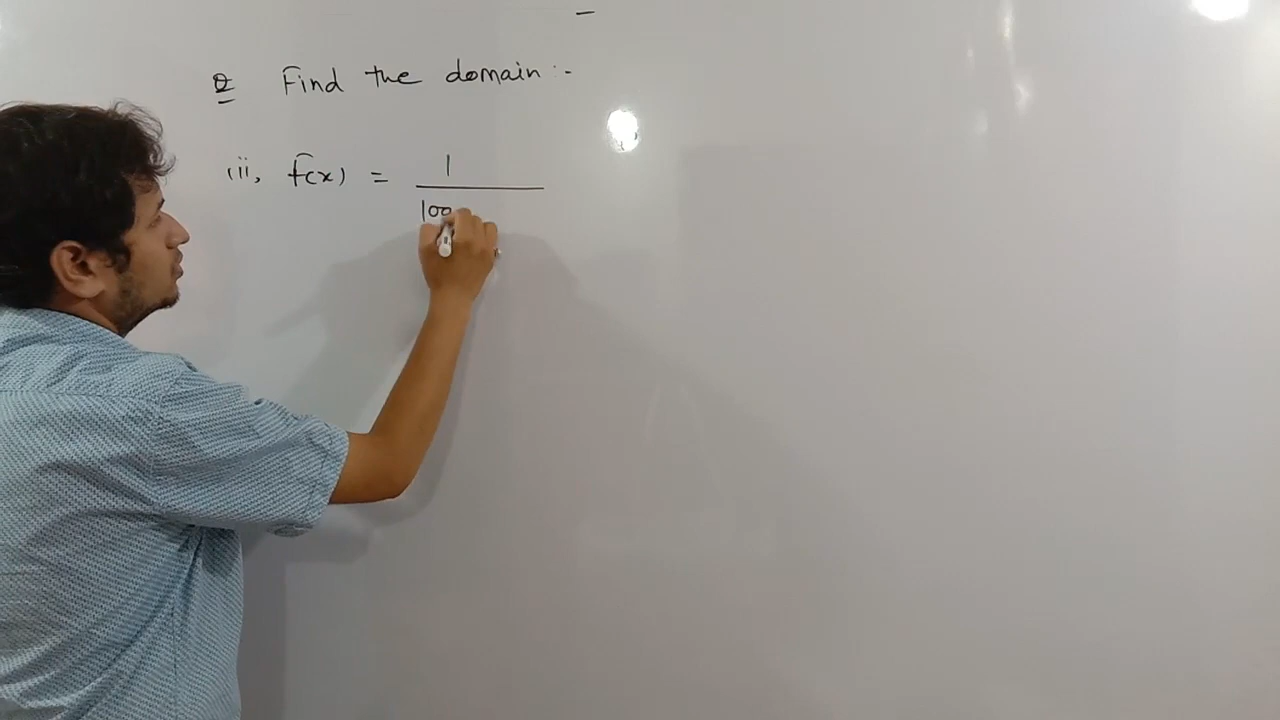 Q Find the domain :-
(ii, f(x) = 1
100